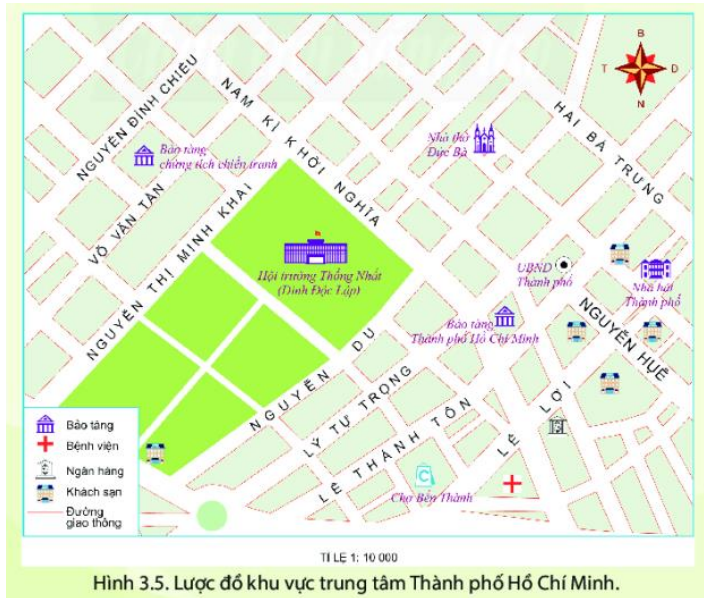 B
T
Đ
N
NGUYỄN ĐÌNH CHIỂU
NAM KÌ KHỞI NGHĨA
HAI BÀ TRƯNG
Nhà thờ
Đức Bà
Bảo tàng
chứng tích chiến tranh
VÕ VĂN TẦN
NGUYỄN THỊ MINH KHAI
Hội trường Thống Nhất
(Dinh Độc Lập)
UBND
Thành phố
Nhà hát
Thành phố
Bảo tàng
Thành phố Hồ Chí Minh
NGUYỄN HUỆ
NGUYỄN DU
LÝ TỰ TRỌNG
LÊ THÁNH TÔN
LÊ LỢI
Chợ Bến Thành
Bảo tàng
Bệnh viện
Ngân hàng
Khách sạn
Đường
giao thông
TỈ LỆ 1: 10 000
Hình 3.5. Lược đồ khu vực trung tâm Thành phố Hồ Chí Minh.